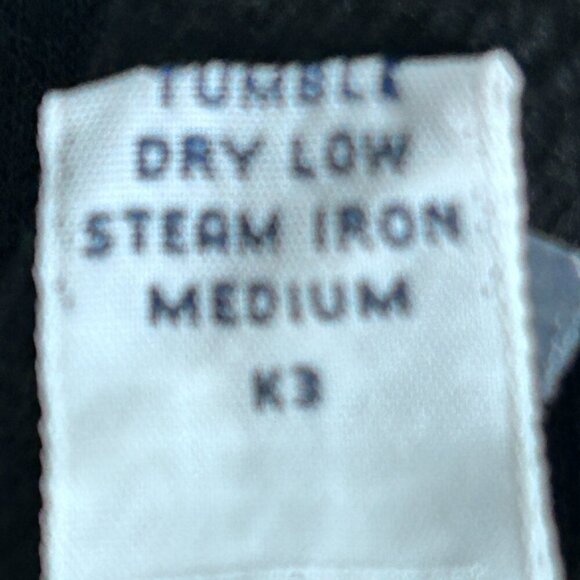 TUMBLE
DRY LOW
STEAM IRON
MEDIUM
K3